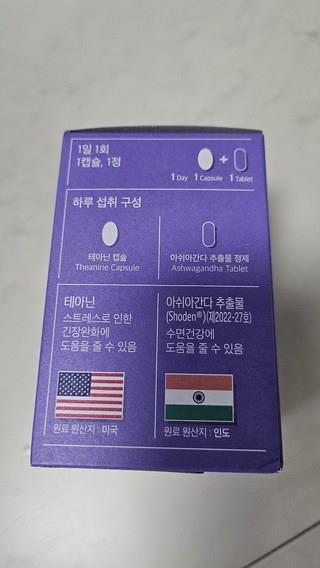 1일 1회
1캡슐, 1정
1 Day 1 Capsule 1 Tablet
하루 섭취 구성
테아닌 캡슐
Theanine Capsule
아쉬아간다 추출물 정제
Ashwagandha Tablet
테아닌
스트레스로 인한
긴장완화에
도움을 줄 수 있음
원료 원산지 : 미국
아쉬아간다 추출물
(Shoden®)(제2022-27호)
수면건강에
도움을 줄 수 있음
원료 원산지 : 인도